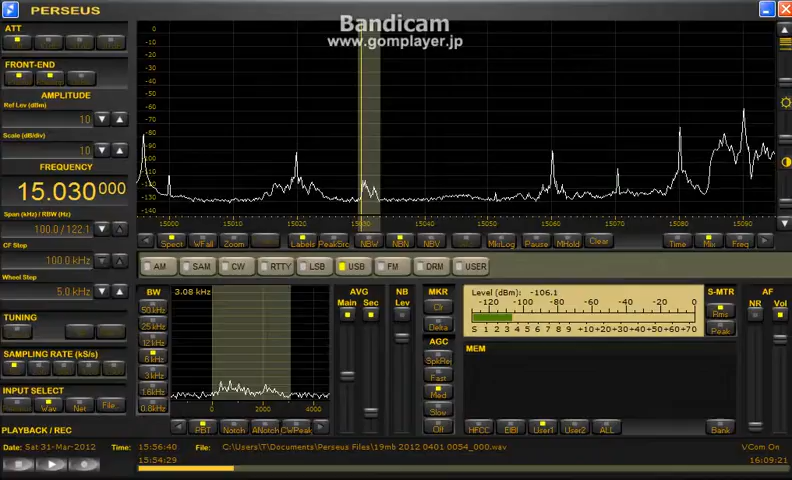 PERSEUS
Bandicam
www.gomplayer.jp
ATT
FRONT-END
AMPLITUDE
Ref Lev (dBm)
10
Scale (dB/div)
10
FREQUENCY
15.030000
Span (kHz) / RBW (Hz)
100.0 / 122.1
CF Step
100.0 kHz
Wheel Step
5.0 kHz
TUNING
SAMPLING RATE (kS/s)
INPUT SELECT
Wav Net File..
PLAYBACK / REC
0
-10
-20
-30
-40
-50
-60
-70
-80
-90
-100
-110
-120
-130
-140
15000 15010 15020 15030 15040 15050 15060 15070 15080 15090
Spect WFall Zoom Labels PeakSrc NBW NBN NBV MkrLog Pause MHold Clear Time Mix Freq
AM SAM CW RTTY LSB USB FM DRM USER
BW
50kHz
25kHz
12kHz
6 kHz
3 kHz
1.6kHz
0.8kHz
3.08 kHz
0 2000 4000
PBT Notch ANotch CWPeak
AVG
Main Sec
NB
Lev
MKR
Clr
Delta
AGC
SpkRej
Fast
Med
Slow
Off
Level (dBm): -106.1
-120 -100 -80 -60 -40 -20 0
S 1 3 5 7 9 +10 +20 +30 +40 +50 +60 +70
S-MTR
Rms
Peak
AF
NR Vol
MEM
HFCC EIBI User1 User2 ALL Bank
Date: Sat 31-Mar-2012 Time: 15:56:40 File: C:\Users\T\Documents\Perseus Files\19mb 2012 0401 0054_000.wav VCom On
15:54:29 16:09:21